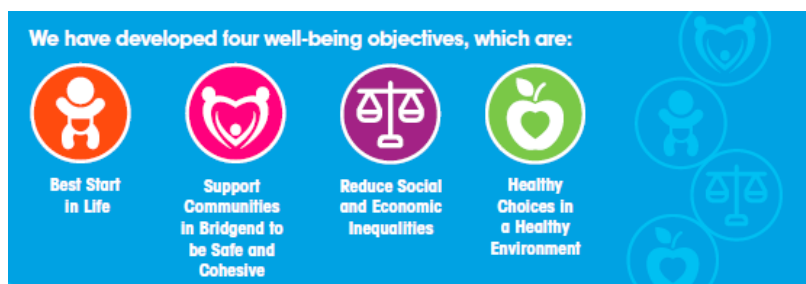 We have developed four well-being objectives, which are:
Best Start
in Life
Support
Communities
in Bridgend to
be Safe and
Cohesive
Reduce Social
and Economic
Inequalities
Healthy
Choices in
a Healthy
Environment